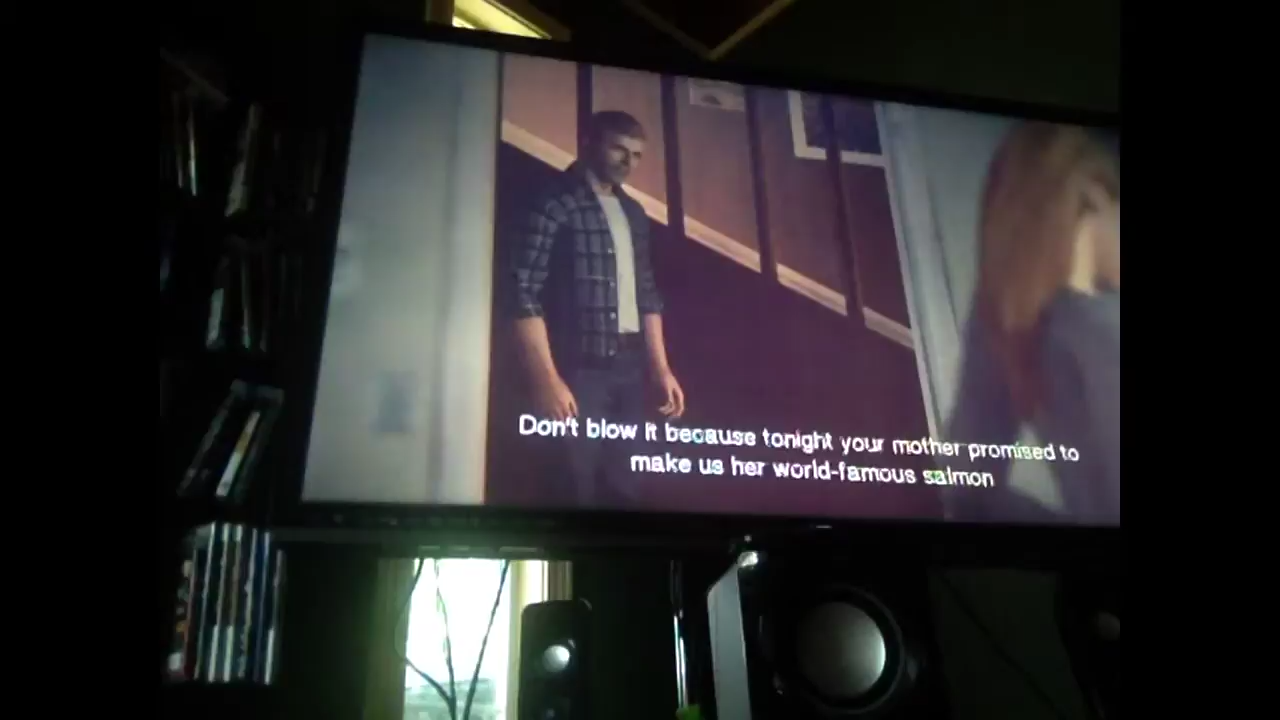 Don't blow it because tonight your mother promised to
make us her world-famous salmon